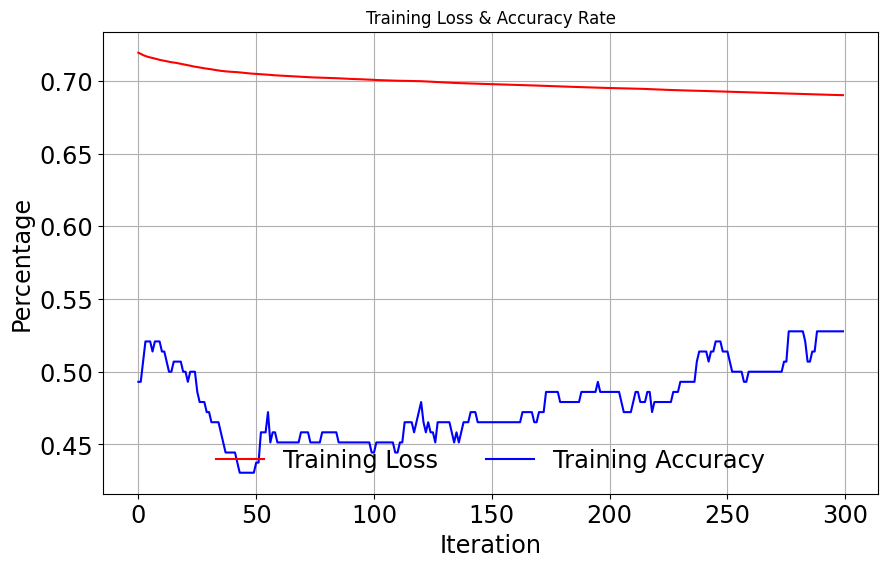 Training Loss & Accuracy Rate
0.70
0.65
0.60
0.55
0.50
0.45
Percentage
Training Loss Training Accuracy
0 50 100 150 200 250 300
Iteration